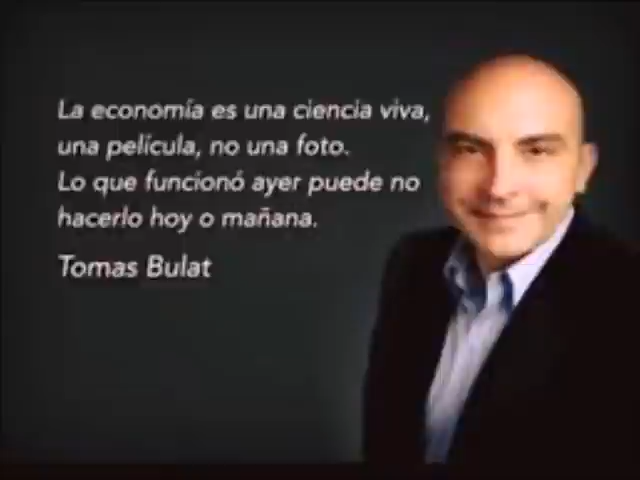 La economía es una ciencia viva,
una película, no una foto.
Lo que funcionó ayer puede no
hacerlo hoy o mañana.
Tomas Bulat